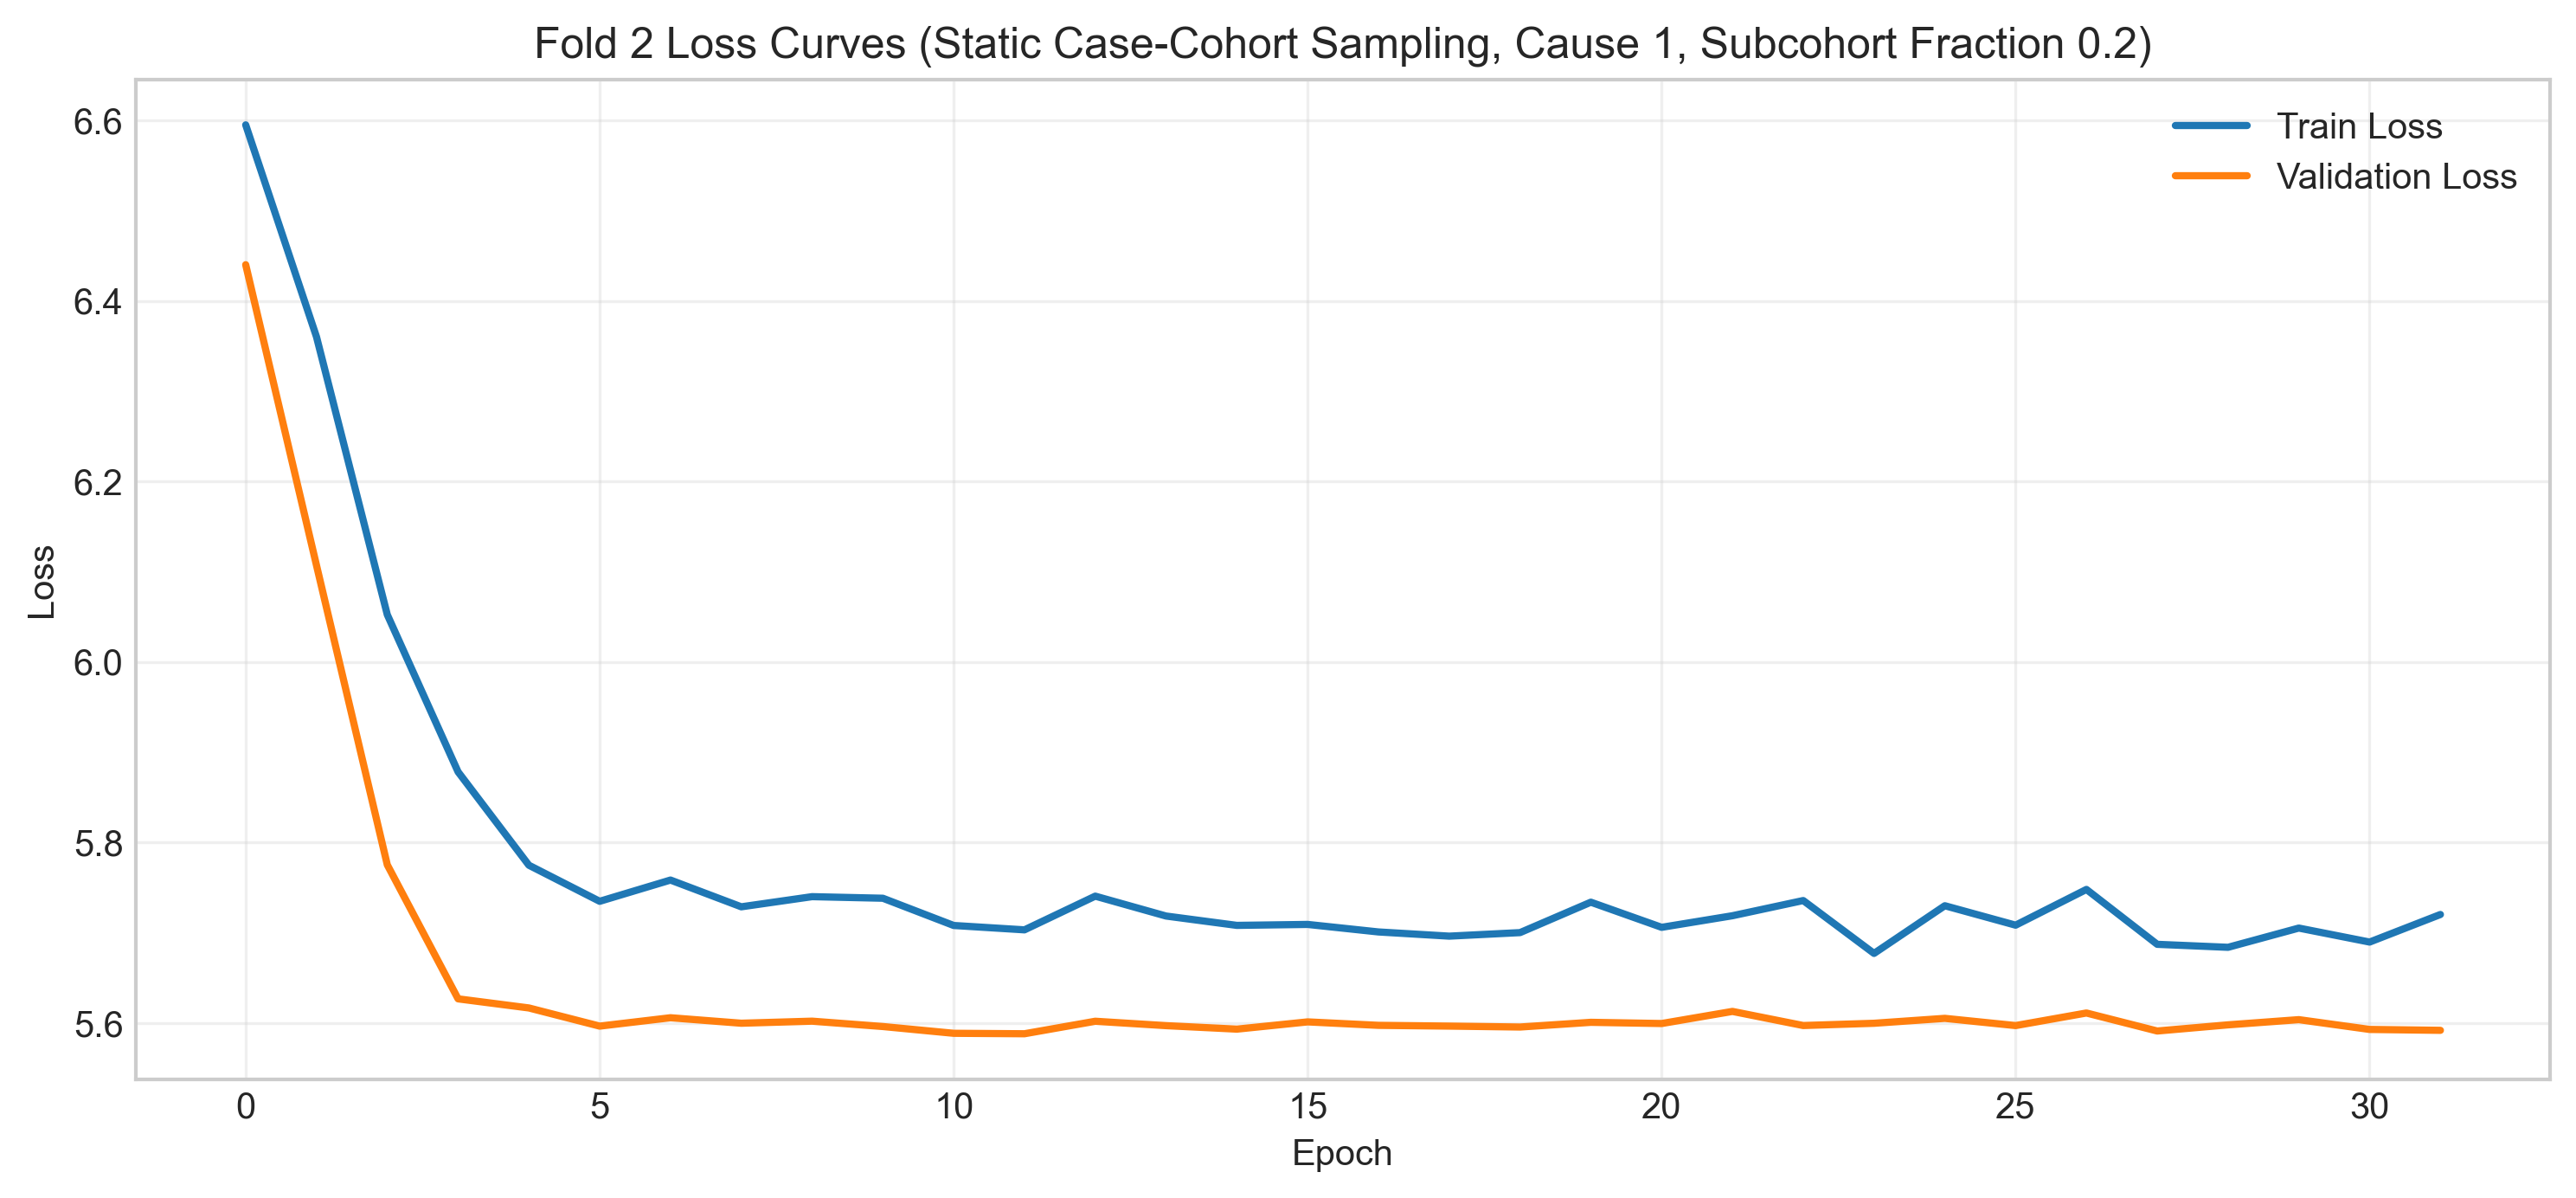 Fold 2 Loss Curves (Static Case-Cohort Sampling, Cause 1, Subcohort Fraction 0.2)
Train Loss
Validation Loss
6.6
6.4
6.2
6.0
5.8
5.6
Loss
0 5 10 15 20 25 30
Epoch